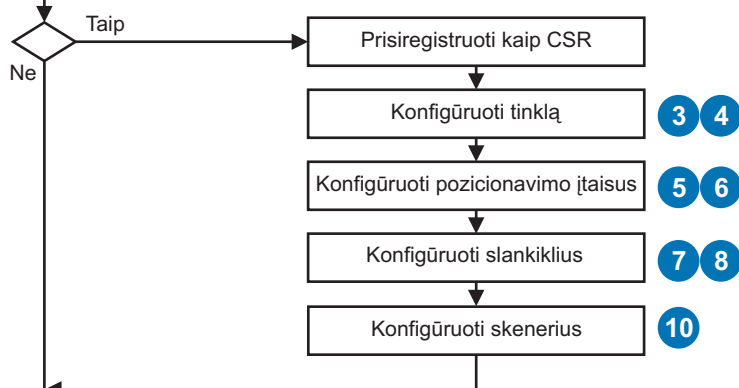 Taip
Prisiregistruoti kaip CSR
Ne
Konfigūruoti tinklą
3 4
Konfigūruoti pozicionavimo įtaisus
5 6
Konfigūruoti slankiklius
7 8
Konfigūruoti skenerius
10